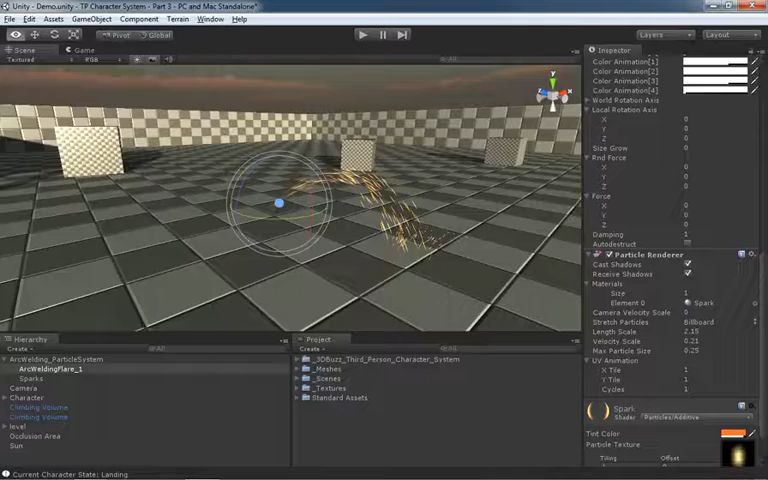 Unity - Demo.unity - TP Character System - Part 3 - PC and Mac Standalone*
File Edit Assets GameObject Component Terrain Window Help
Pivot Global Layers Layout
Scene Game
Textured RGB All
y
z x
Inspector
Color Animation[1]
Color Animation[2]
Color Animation[3]
Color Animation[4]
World Rotation Axis
Local Rotation Axis
X 0
Y 0
Z 0
Size Grow 0
Rnd Force
X 0
Y 0
Z 0
Force
X 0
Y 0
Z 0
Damping 1
Autodestruct
Particle Renderer
Cast Shadows
Receive Shadows
Materials
Size 1
Element 0 Spark
Camera Velocity Scale 0
Stretch Particles Billboard
Length Scale 2.15
Velocity Scale 0.21
Max Particle Size 0.25
UV Animation
X Tile 1
Y Tile 1
Cycles 1
Spark
Shader Particles/Additive
Tint Color
Particle Texture
Tiling Offset
Hierarchy
Create All
ArcWelding_ParticleSystem
ArcWeldingFlare_1
Sparks
Camera
Character
Climbing Volume
Climbing Volume
level
Occlusion Area
Sun
Project
Create All
_3DBuzz_Third_Person_Character_System
_Meshes
_Scenes
_Textures
Standard Assets
Current Character State: Landing